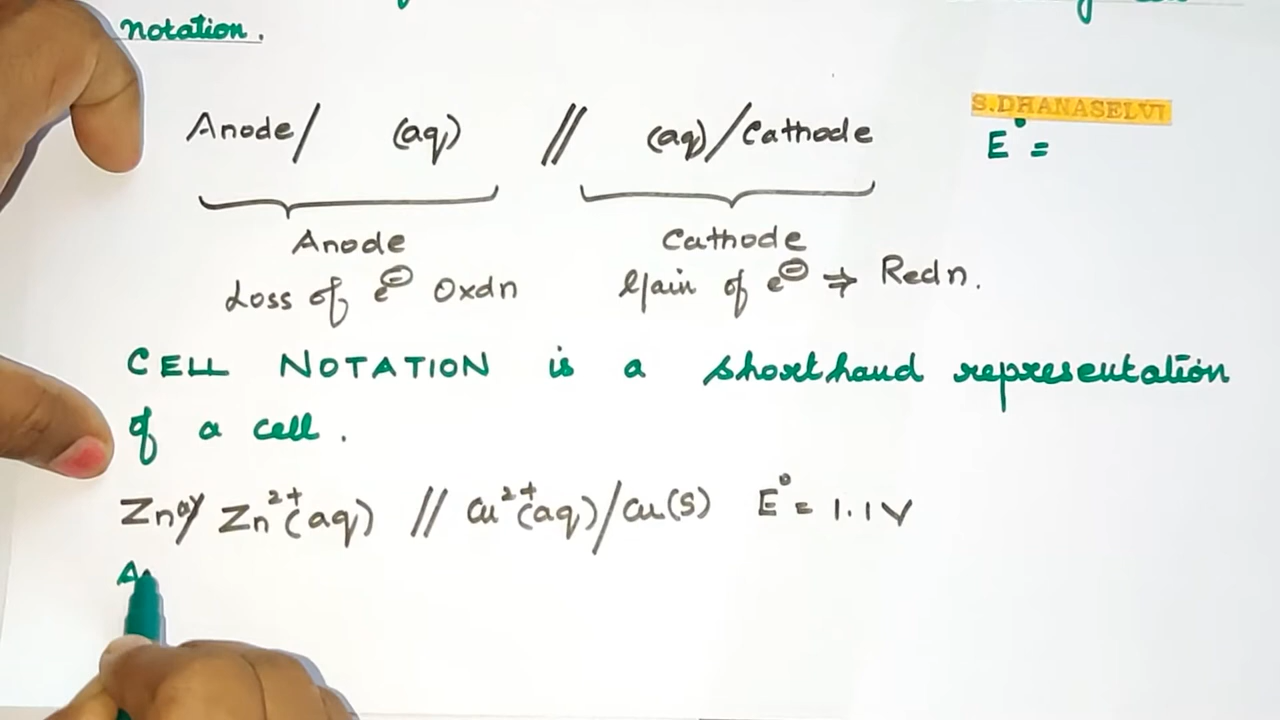 notation.
S.DHANASELVI
Anode/ (aq) // (aq)/Cathode E° =
Anode Cathode
Loss of e⊖ Oxdn Gain of e⊖ ⇒ Redn.
CELL NOTATION is a shorthand representation
of a cell.
Zn(s)/ Zn²⁺(aq) // Cu²⁺(aq)/Cu(S) E° = 1.1V